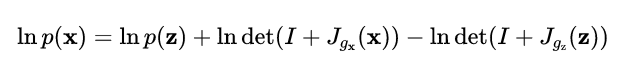 ln p(x) = ln p(z) + ln det(I + J_{g_x}(x)) − ln det(I + J_{g_z}(z))